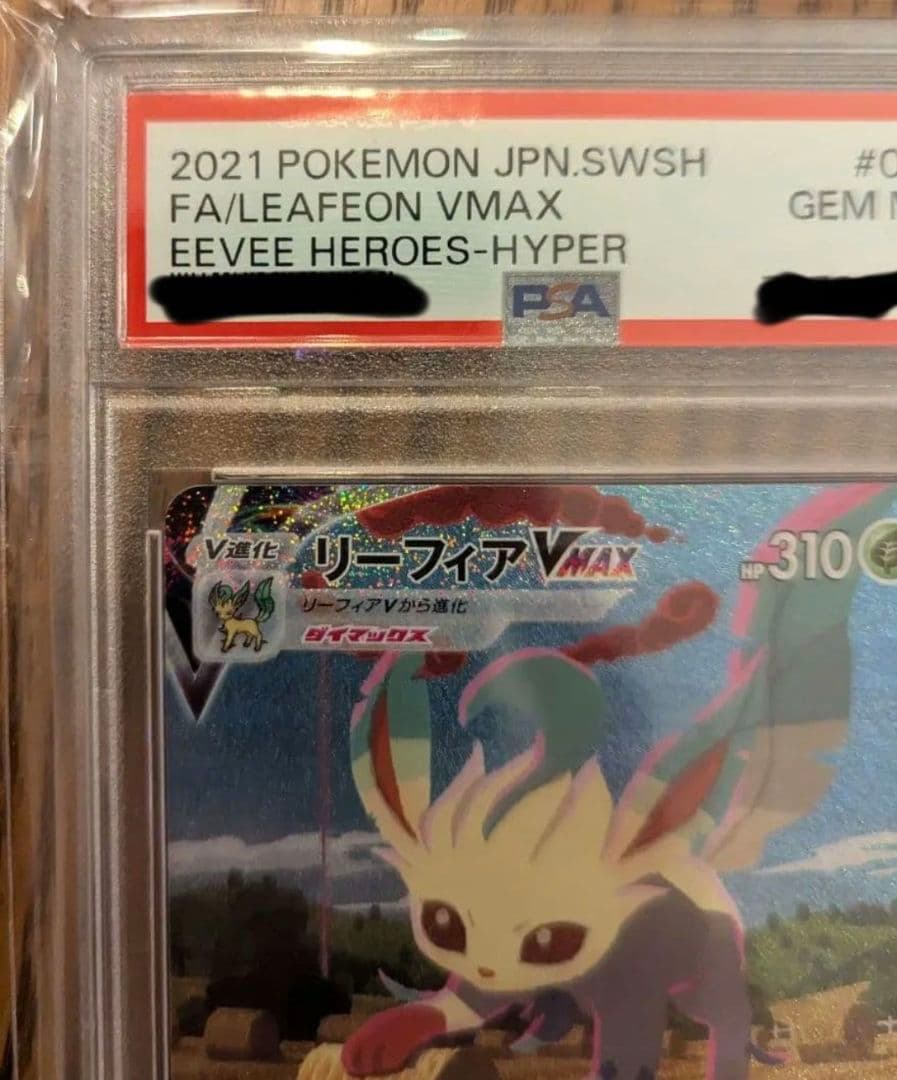 2021 POKEMON JPN.SWSH #0
FA/LEAFEON VMAX GEM
EEVEE HEROES-HYPER
PSA
V進化 リーフィアVMAX HP310
リーフィアVから進化
ダイマックス